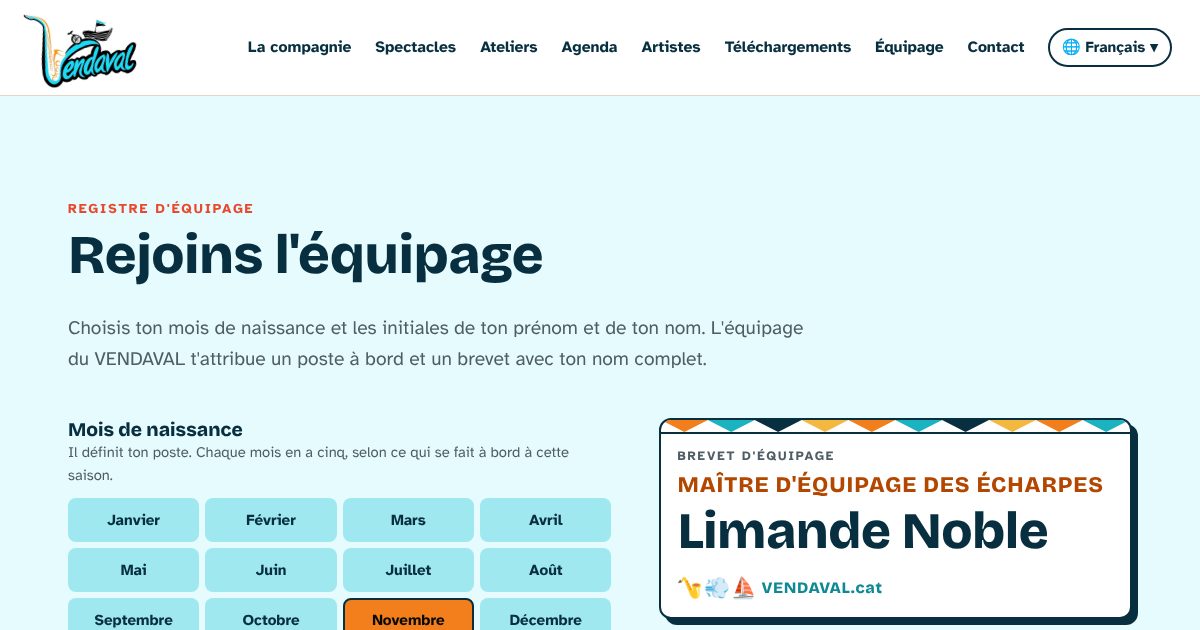 Vendaval
La compagnie Spectacles Ateliers Agenda Artistes Téléchargements Équipage Contact Français ▾
REGISTRE D'ÉQUIPAGE
Rejoins l'équipage
Choisis ton mois de naissance et les initiales de ton prénom et de ton nom. L'équipage
du VENDAVAL t'attribue un poste à bord et un brevet avec ton nom complet.
Mois de naissance
Il définit ton poste. Chaque mois en a cinq, selon ce qui se fait à bord à cette
saison.
Janvier Février Mars Avril
Mai Juin Juillet Août
Septembre Octobre Novembre Décembre
BREVET D'ÉQUIPAGE
MAÎTRE D'ÉQUIPAGE DES ÉCHARPES
Limande Noble
VENDAVAL.cat